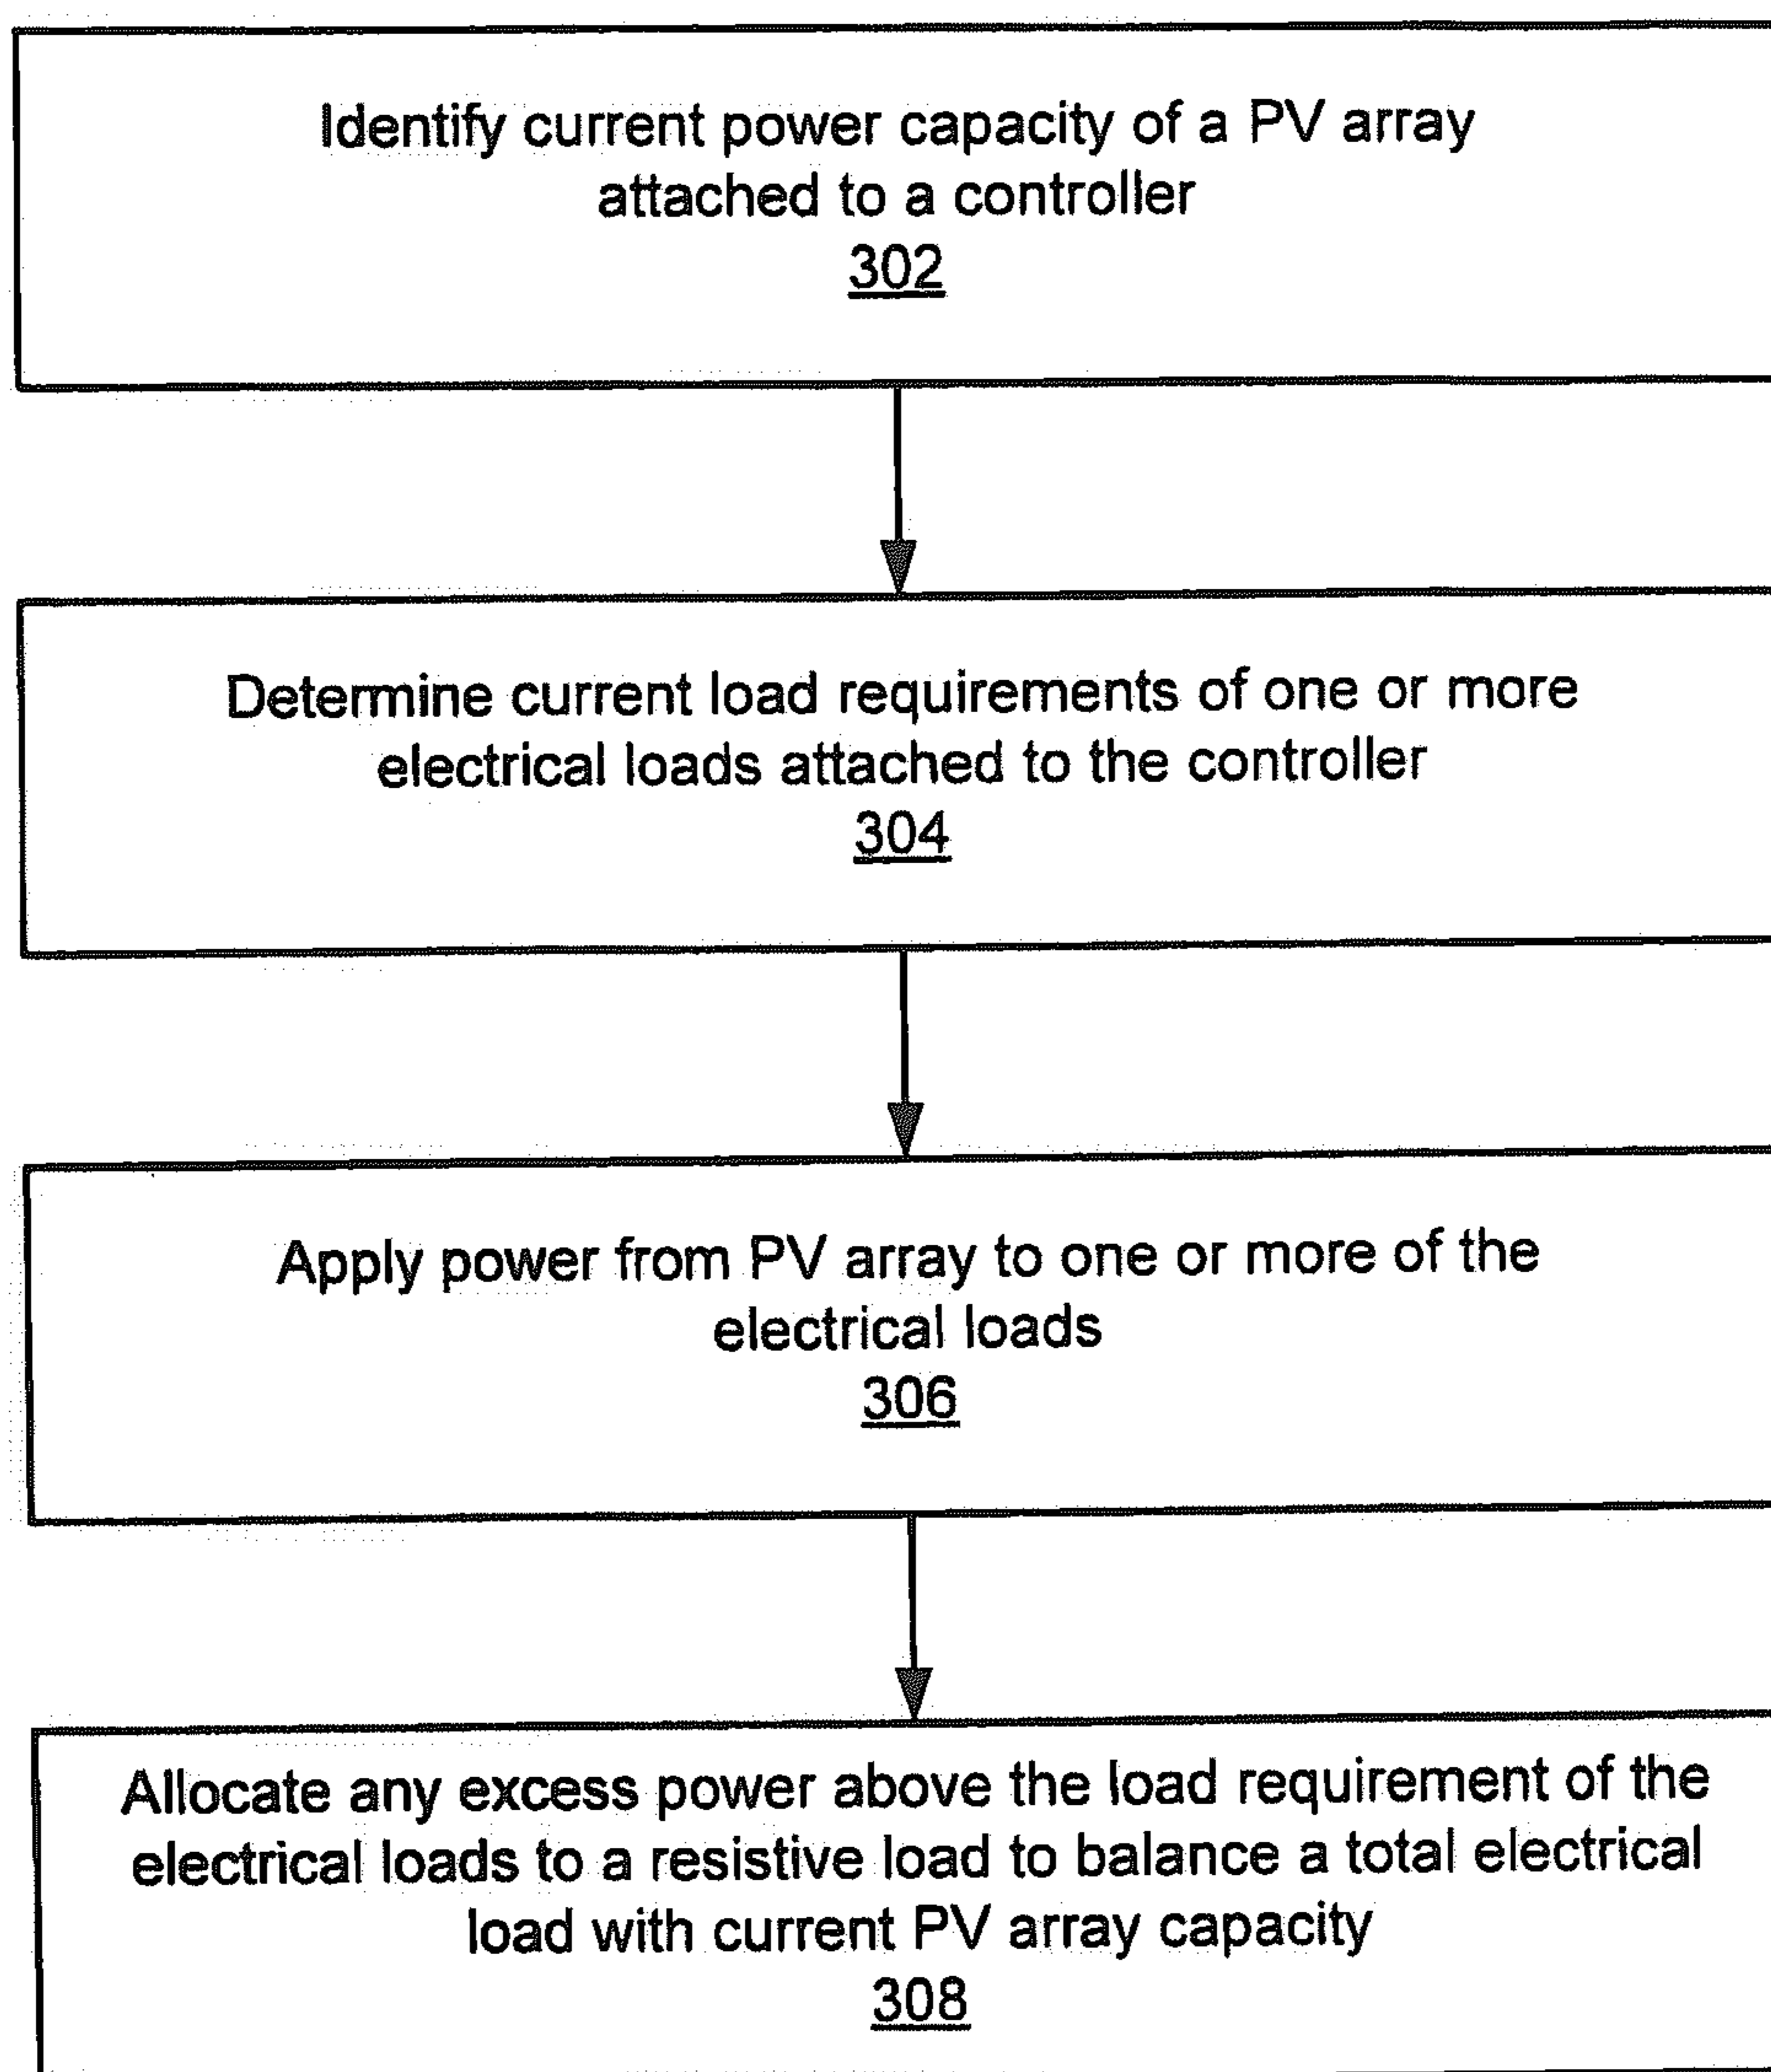 Identify current power capacity of a PV array
attached to a controller
302
Determine current load requirements of one or more
electrical loads attached to the controller
304
Apply power from PV array to one or more of the
electrical loads
306
Allocate any excess power above the load requirement of the
electrical loads to a resistive load to balance a total electrical
load with current PV array capacity
308